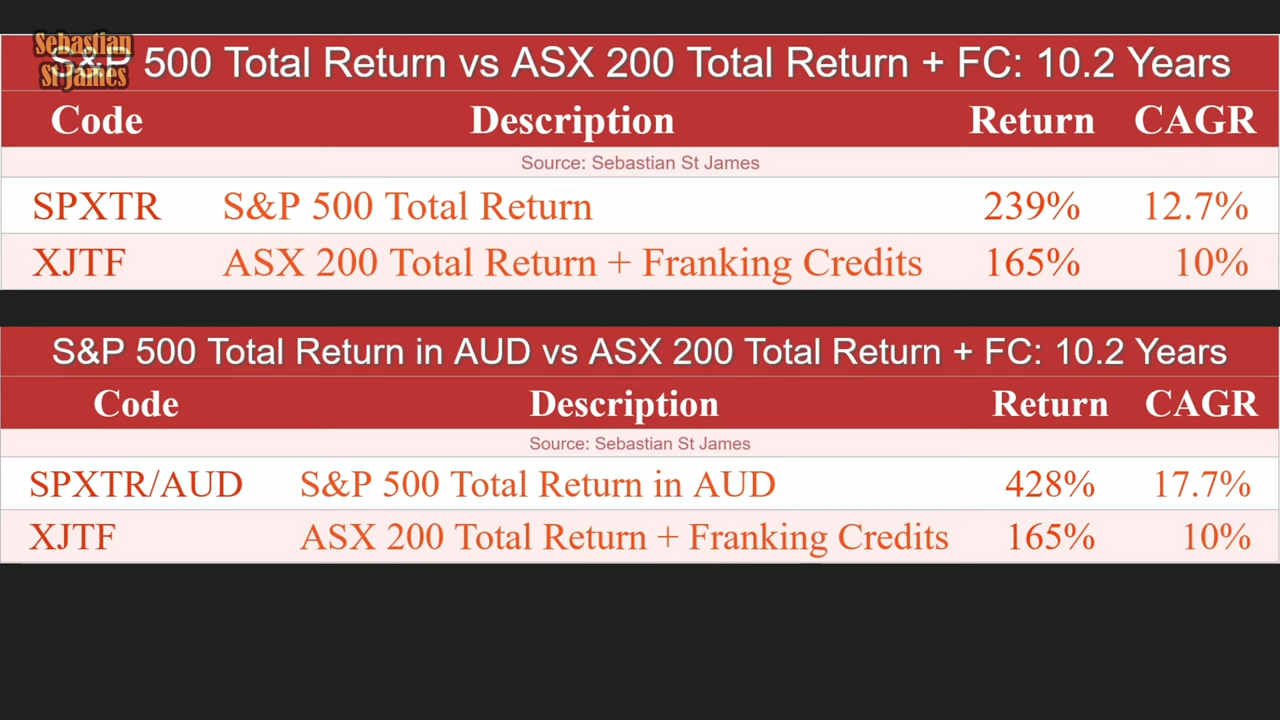 Sebastian
St James
S&P 500 Total Return vs ASX 200 Total Return + FC: 10.2 Years
Code Description Return CAGR
Source: Sebastian St James
SPXTR S&P 500 Total Return 239% 12.7%
XJTF ASX 200 Total Return + Franking Credits 165% 10%
S&P 500 Total Return in AUD vs ASX 200 Total Return + FC: 10.2 Years
Code Description Return CAGR
Source: Sebastian St James
SPXTR/AUD S&P 500 Total Return in AUD 428% 17.7%
XJTF ASX 200 Total Return + Franking Credits 165% 10%